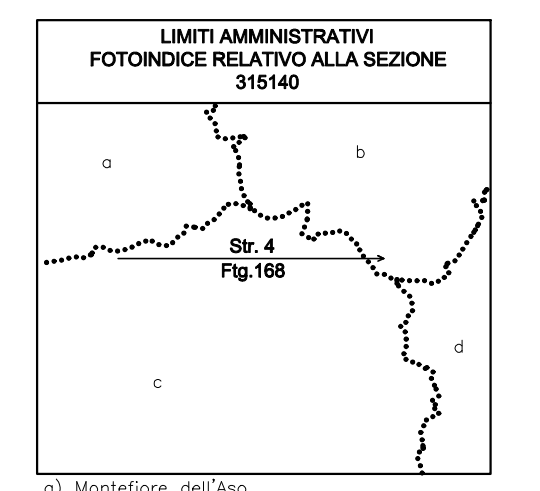 LIMITI AMMINISTRATIVI
FOTOINDICE RELATIVO ALLA SEZIONE
315140
a
b
Str. 4
Ftg.168
d
c
a) Montefiore dell'Aso